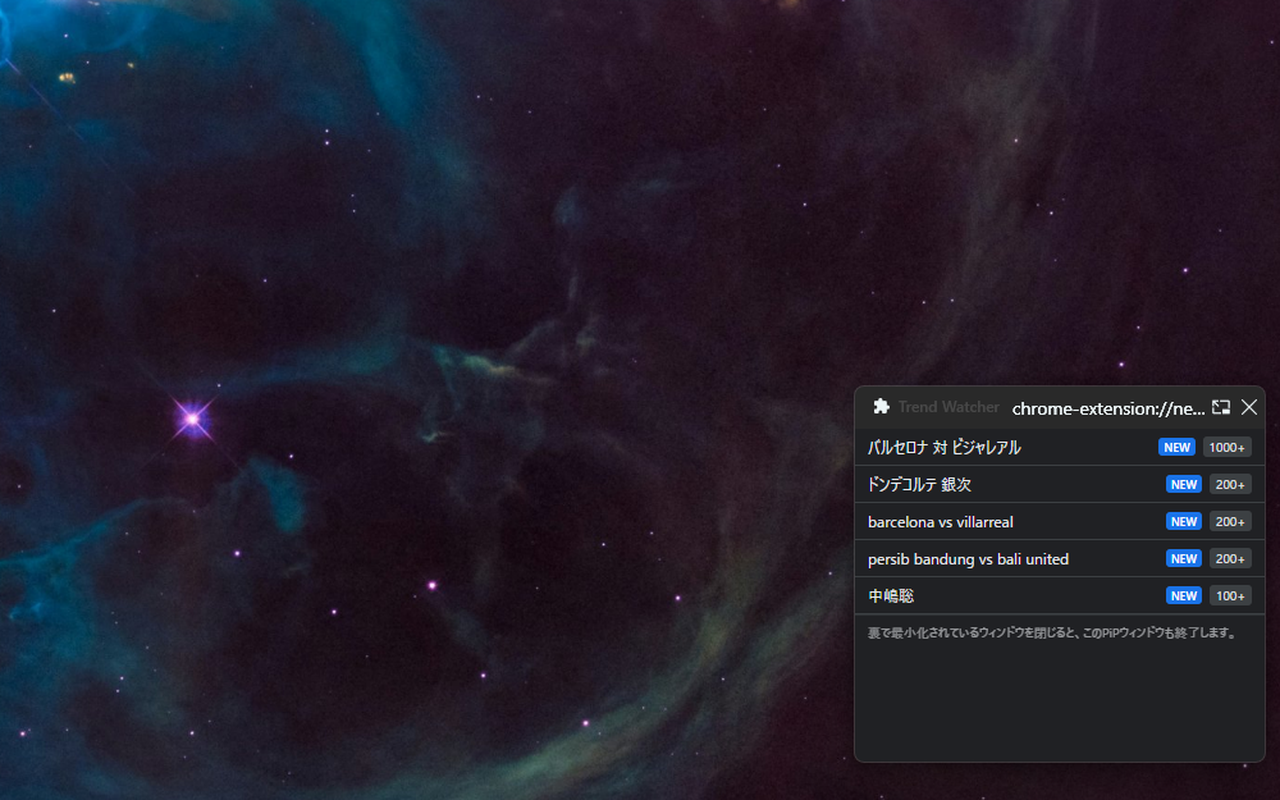 Trend Watcher chrome-extension://ne...
バルセロナ 対 ビジャレアル NEW 1000+
ドンデコルテ 銀次 NEW 200+
barcelona vs villarreal NEW 200+
persib bandung vs bali united NEW 200+
中嶋聡 NEW 100+
裏で最小化されているウィンドウを閉じると、このPiPウィンドウも終了します。